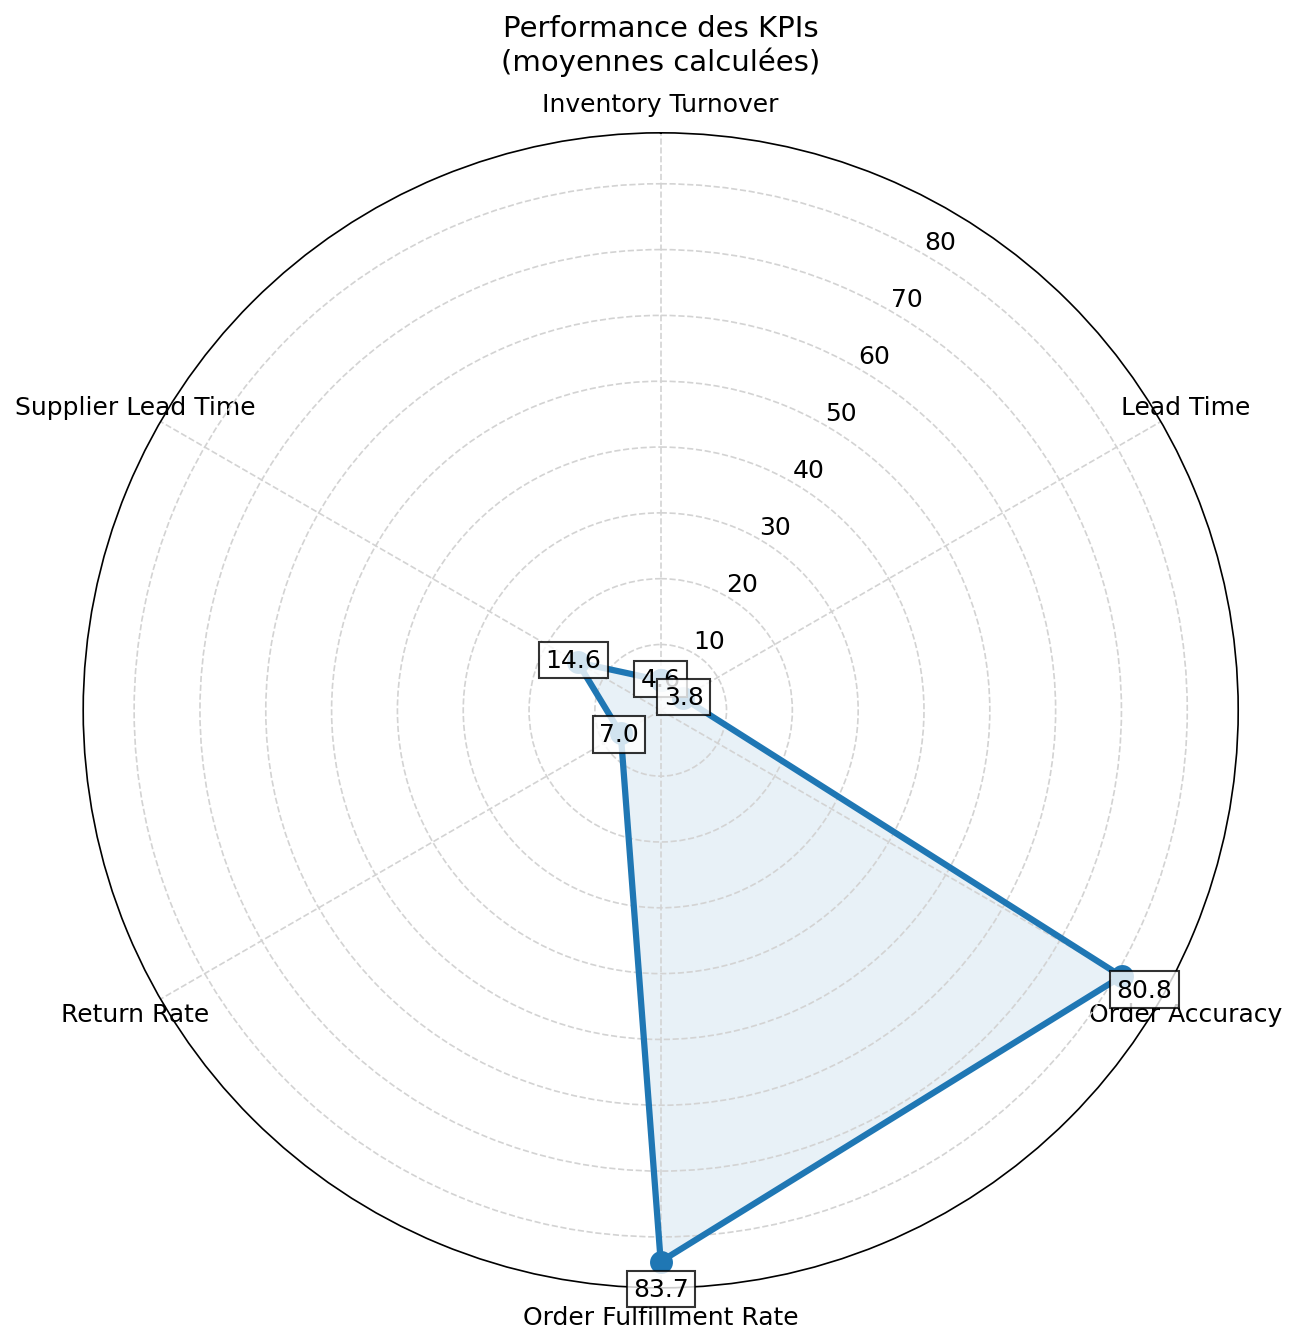 Performance des KPIs
(moyennes calculées)
Inventory Turnover
80
70
60
50
40
30
20
10
Supplier Lead Time
Lead Time
14.6
4.6
3.8
7.0
80.8
Return Rate
Order Accuracy
83.7
Order Fulfillment Rate